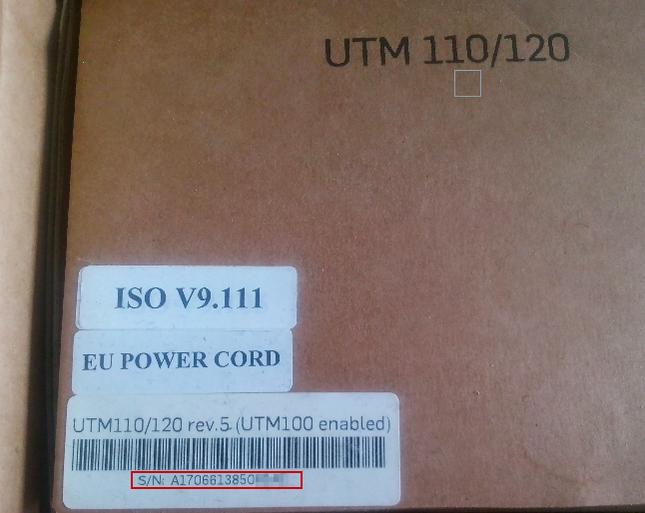 UTM 110/120
ISO V9.111
EU POWER CORD
UTM110/120 rev.5 (UTM100 enabled)
S/N: A1706613850